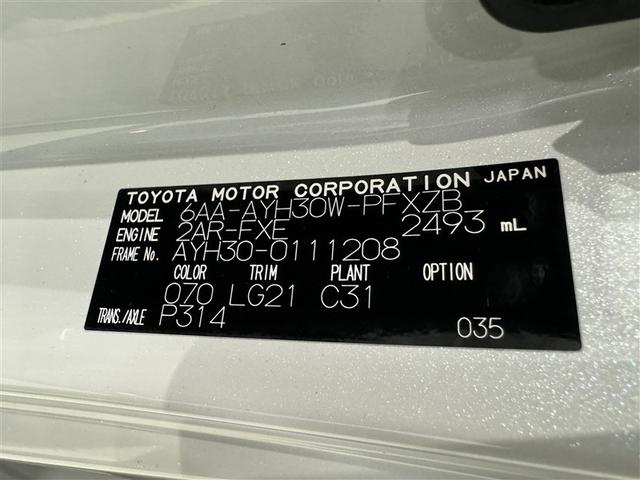 TOYOTA MOTOR CORPORATION JAPAN
MODEL 6AA-AYH30W-PFXZB
ENGINE 2AR-FXE 2493 mL
FRAME No. AYH30-0111208
COLOR TRIM PLANT OPTION
070 LG21 C31
TRANS./AXLE P314 035